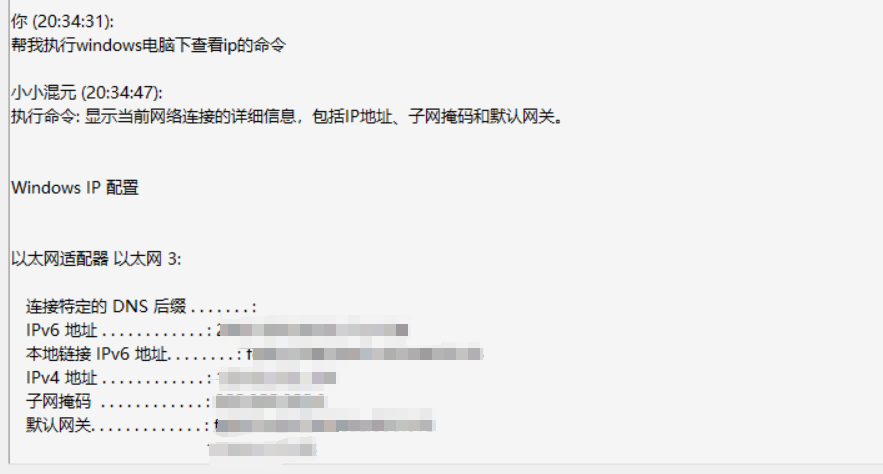 你 (20:34:31):
帮我执行windows电脑下查看ip的命令
小小混元 (20:34:47):
执行命令: 显示当前网络连接的详细信息，包括IP地址、子网掩码和默认网关。
Windows IP 配置
以太网适配器 以太网 3:
连接特定的 DNS 后缀 . . . . . . . :
IPv6 地址 . . . . . . . . . . . . : 2
本地链接 IPv6 地址. . . . . . . . : f
IPv4 地址 . . . . . . . . . . . . : 1
子网掩码 . . . . . . . . . . . . :
默认网关. . . . . . . . . . . . . : f